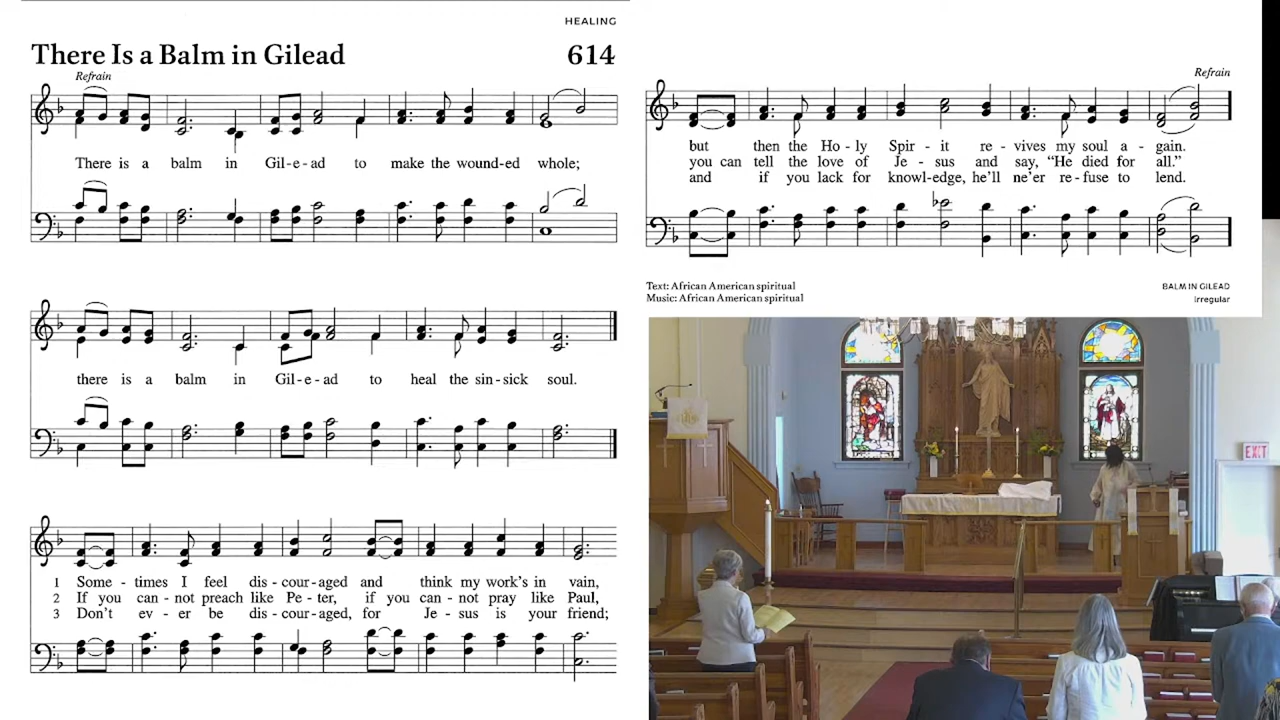 HEALING
There Is a Balm in Gilead 614
Refrain
There is a balm in Gil - e - ad to make the wound-ed whole;
there is a balm in Gil - e - ad to heal the sin - sick soul.
1 Some - times I feel dis - cour - aged and think my work's in vain,
2 If you can - not preach like Pe - ter, if you can - not pray like Paul,
3 Don't ev - er be dis - cour - aged, for Je - sus is your friend;
Refrain
but then the Ho - ly Spir - it re - vives my soul a - gain.
you can tell the love of Je - sus and say, “He died for all.”
and if you lack for knowl - edge, he'll ne'er re - fuse to lend.
Text: African American spiritual
Music: African American spiritual
BALM IN GILEAD
Irregular
EXIT